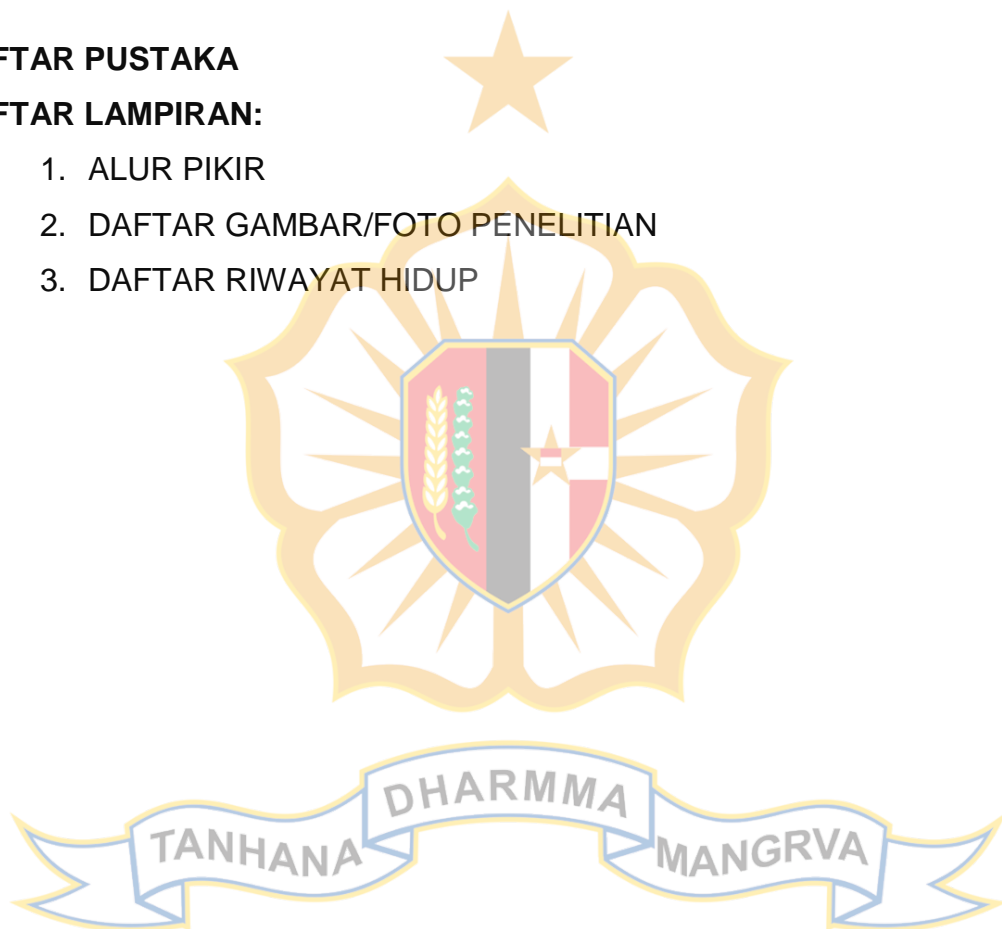 FTAR PUSTAKA
FTAR LAMPIRAN:
1. ALUR PIKIR
2. DAFTAR GAMBAR/FOTO PENELITIAN
3. DAFTAR RIWAYAT HIDUP
TANHANA DHARMMA MANGRVA